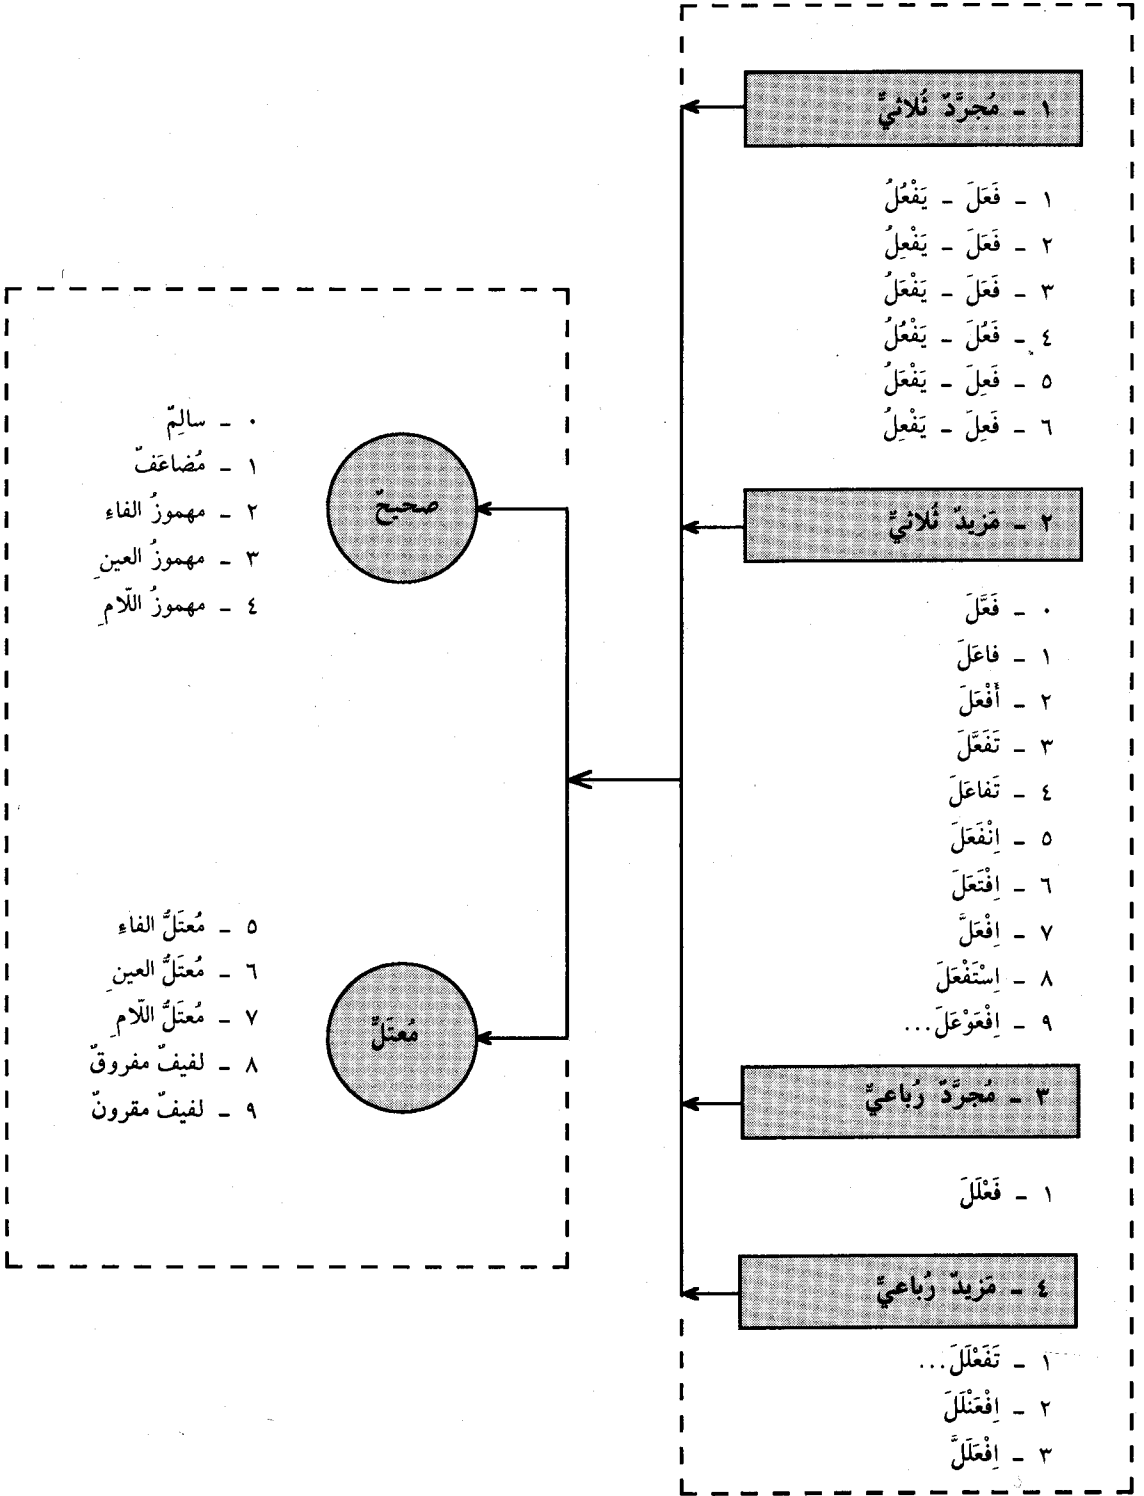 ١ - مُجرَّدٌ ثُلاثيٌّ
١ - فَعَلَ - يَفْعُلُ
٢ - فَعَلَ - يَفْعِلُ
٣ - فَعَلَ - يَفْعَلُ
٤ - فَعُلَ - يَفْعُلُ
٥ - فَعِلَ - يَفْعَلُ
٦ - فَعِلَ - يَفْعِلُ
٢ - مَزيدٌ ثُلاثيٌّ
٠ - فَعَّلَ
١ - فاعَلَ
٢ - أَفْعَلَ
٣ - تَفَعَّلَ
٤ - تَفاعَلَ
٥ - اِنْفَعَلَ
٦ - اِفْتَعَلَ
٧ - اِفْعَلَّ
٨ - اِسْتَفْعَلَ
٩ - اِفْعَوْعَلَ...
٣ - مُجرَّدٌ رُباعيٌّ
١ - فَعْلَلَ
٤ - مَزيدٌ رُباعيٌّ
١ - تَفَعْلَلَ...
٢ - اِفْعَنْلَلَ
٣ - اِفْعَلَلَّ
صحيحٌ
٠ - سالِمٌ
١ - مُضاعَفٌ
٢ - مهموزُ الفاءِ
٣ - مهموزُ العينِ
٤ - مهموزُ اللّامِ
مُعتَلٌّ
٥ - مُعتَلُّ الفاءِ
٦ - مُعتَلُّ العينِ
٧ - مُعتَلُّ اللّامِ
٨ - لفيفٌ مفروقٌ
٩ - لفيفٌ مقرونٌ